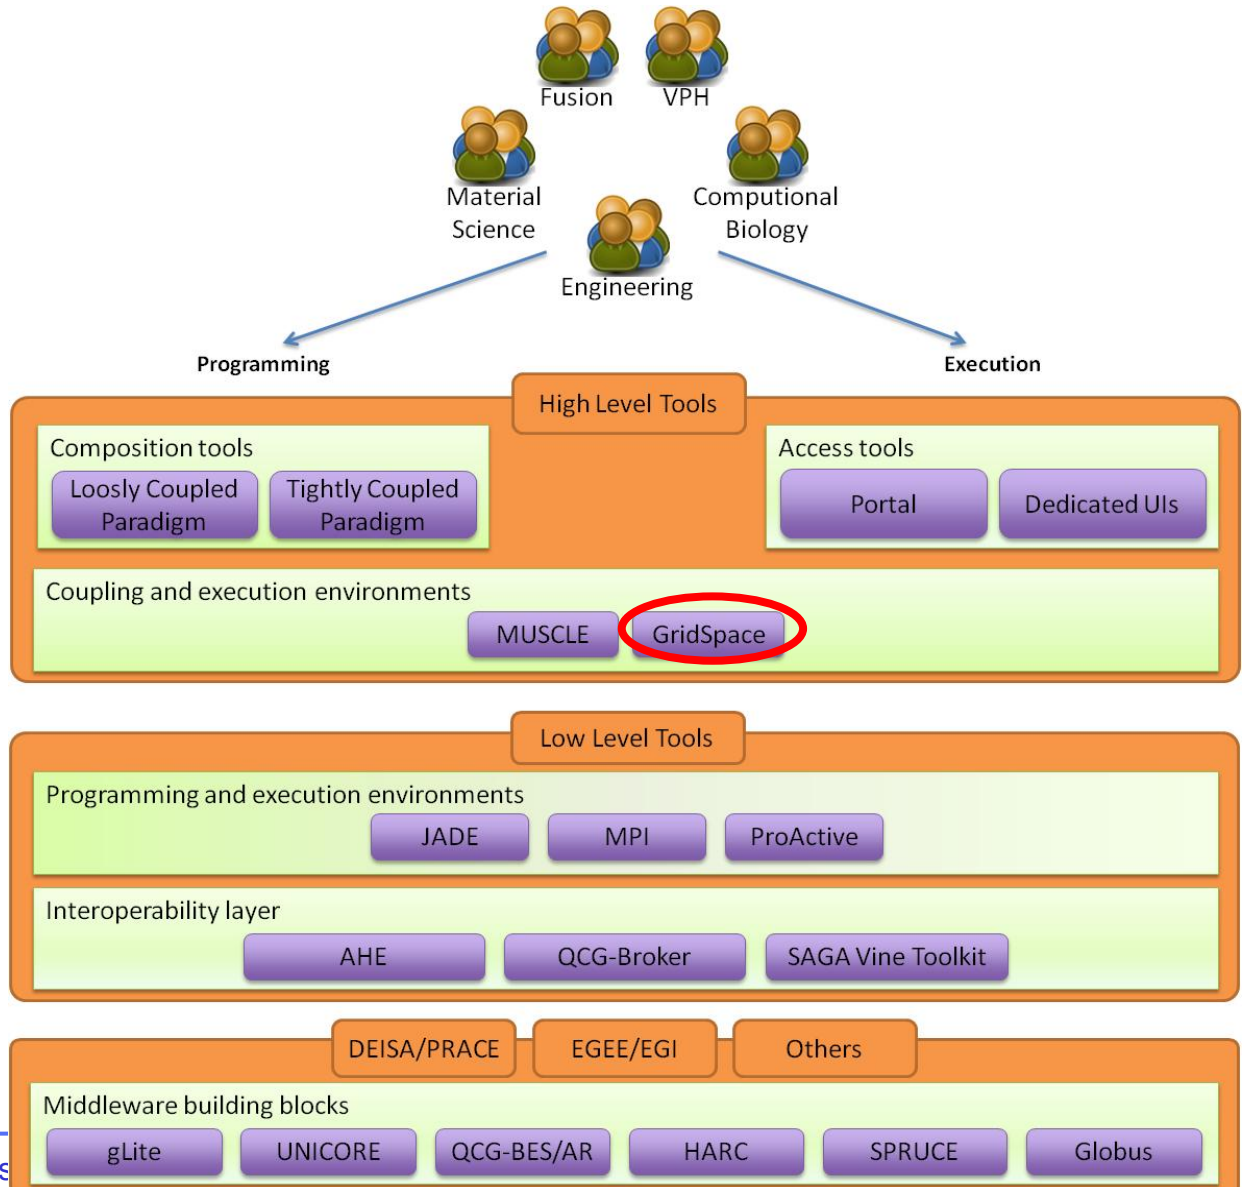 Fusion
VPH
Material
Science
Computional
Biology
Engineering
Programming
Execution
High Level Tools
Composition tools
Loosly Coupled
Paradigm
Tightly Coupled
Paradigm
Access tools
Portal
Dedicated UIs
Coupling and execution environments
MUSCLE
GridSpace
Low Level Tools
Programming and execution environments
JADE
MPI
ProActive
Interoperability layer
AHE
QCG-Broker
SAGA Vine Toolkit
DEISA/PRACE
EGEE/EGI
Others
Middleware building blocks
gLite
UNICORE
QCG-BES/AR
HARC
SPRUCE
Globus